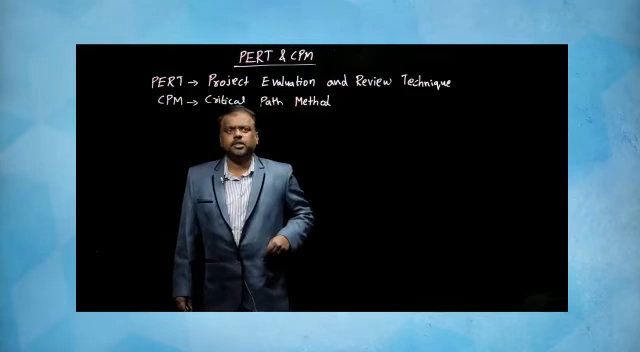 PERT & CPM
PERT → Project Evaluation and Review Technique
CPM → Critical Path Method